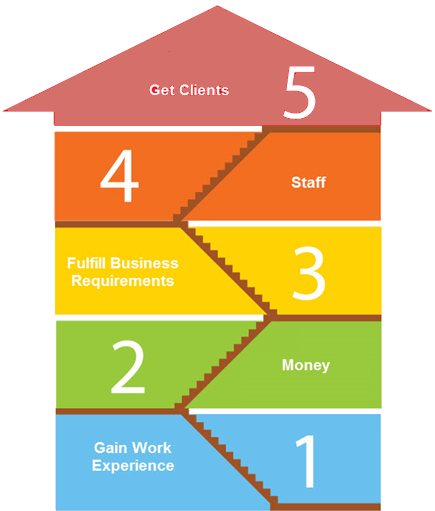 Get Clients 5
4 Staff
Fulfill Business
Requirements
3
2 Money
Gain Work
Experience
1